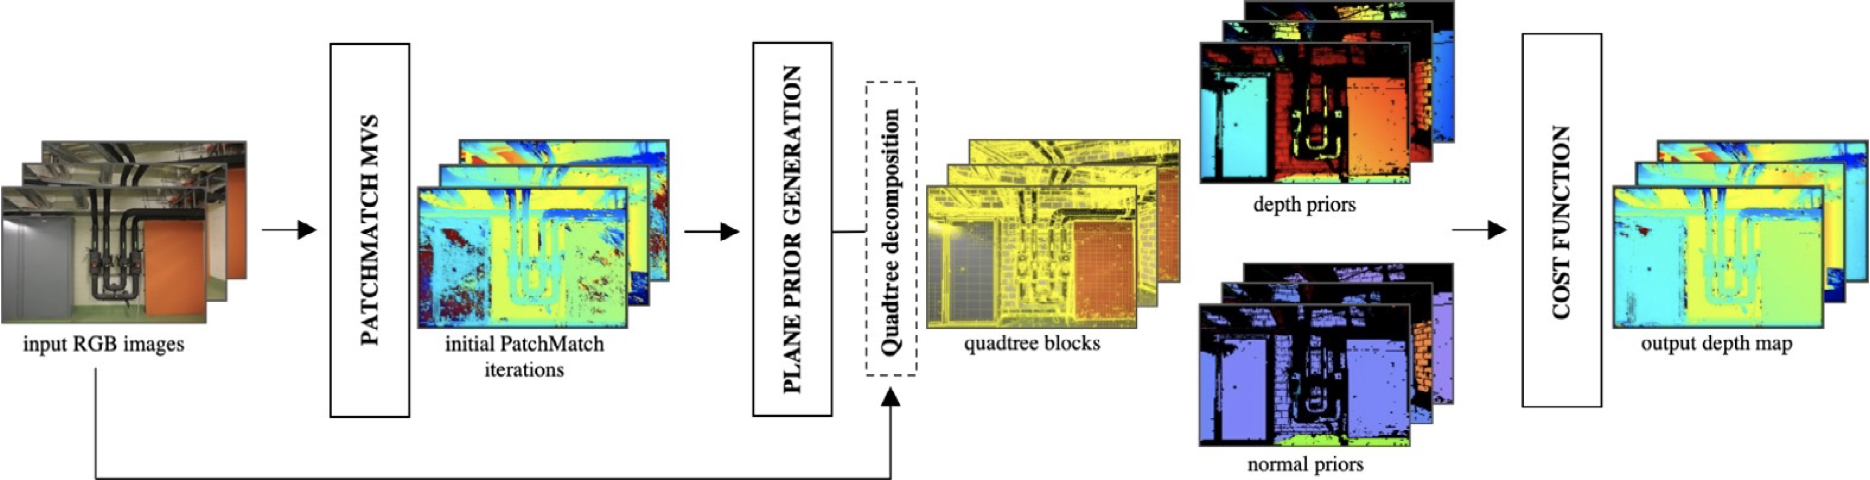 input RGB images
PATCHMATCH MVS
initial PatchMatch
iterations
PLANE PRIOR GENERATION
Quadtree decomposition
quadtree blocks
depth priors
normal priors
COST FUNCTION
output depth map